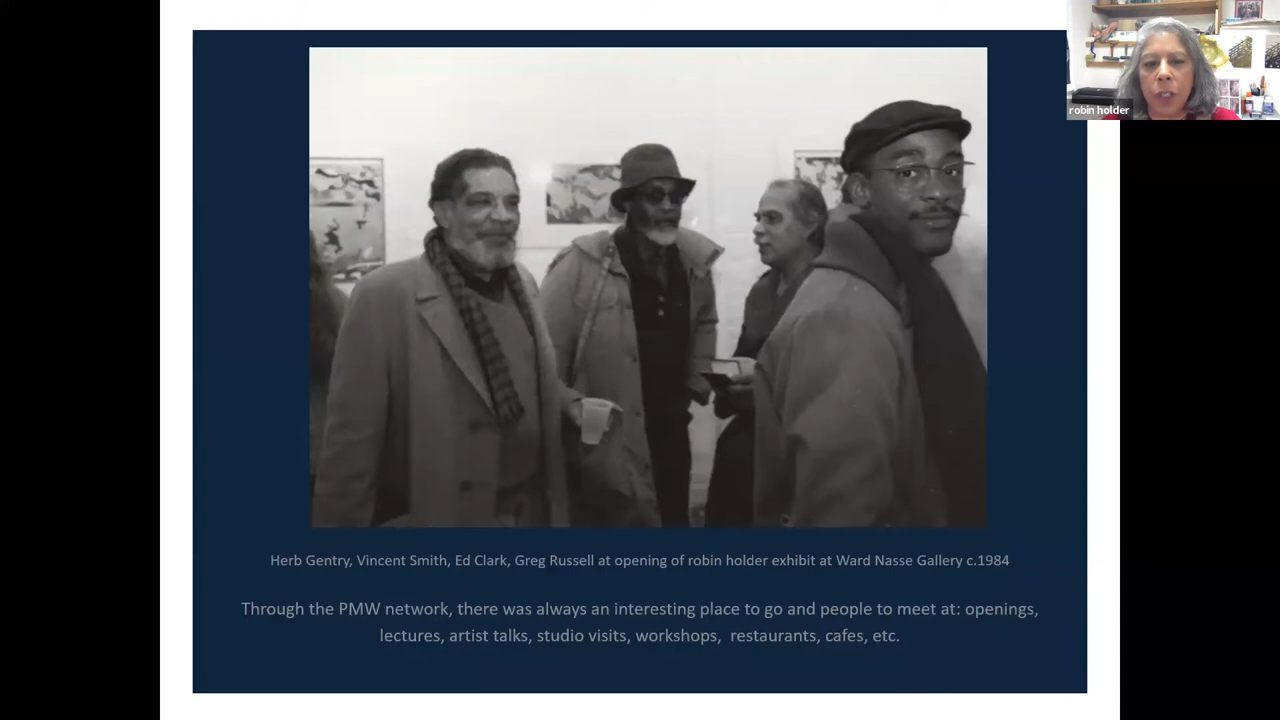 robin holder
Herb Gentry, Vincent Smith, Ed Clark, Greg Russell at opening of robin holder exhibit at Ward Nasse Gallery c.1984
Through the PMW network, there was always an interesting place to go and people to meet at: openings,
lectures, artist talks, studio visits, workshops, restaurants, cafes, etc.